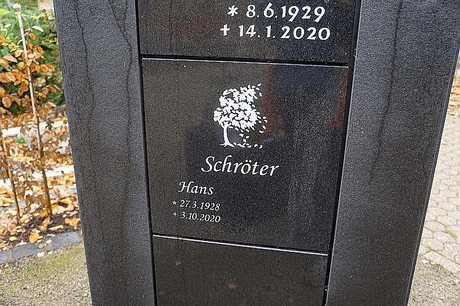 * 8.6.1929
+ 14.1.2020
Schröter
Hans
* 27.3.1928
+ 3.10.2020